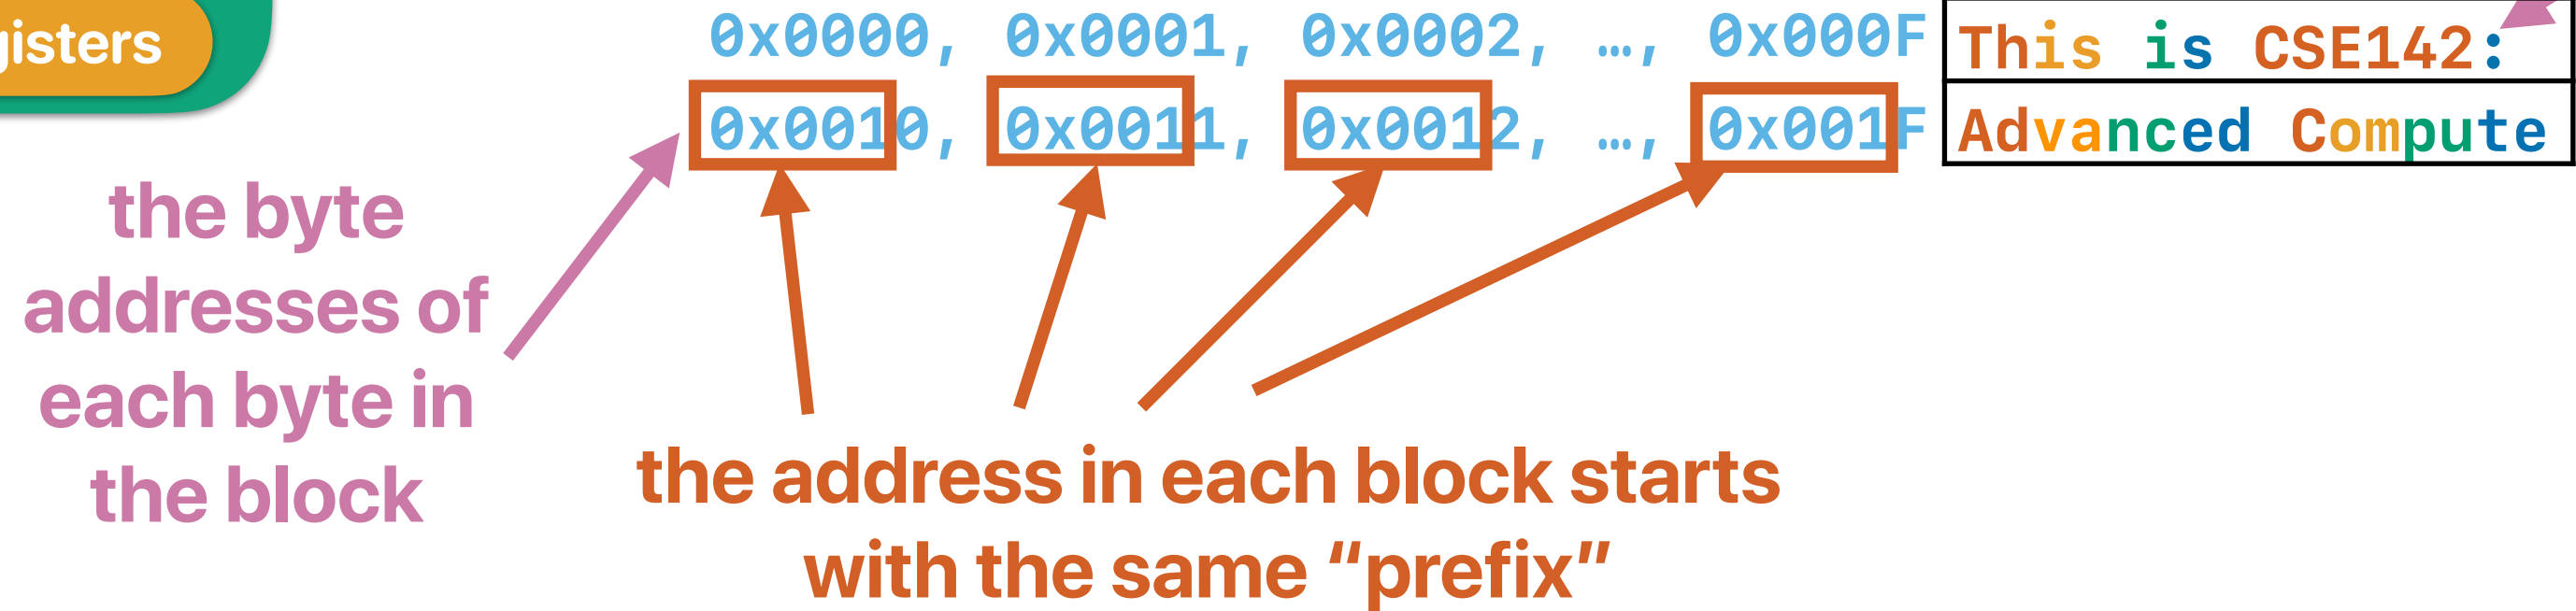 gisters
0x0000, 0x0001, 0x0002, …, 0x000F
This is CSE142:
0x0010, 0x0011, 0x0012, …, 0x001F
Advanced Compute
the byte
addresses of
each byte in
the block
the address in each block starts
with the same “prefix”